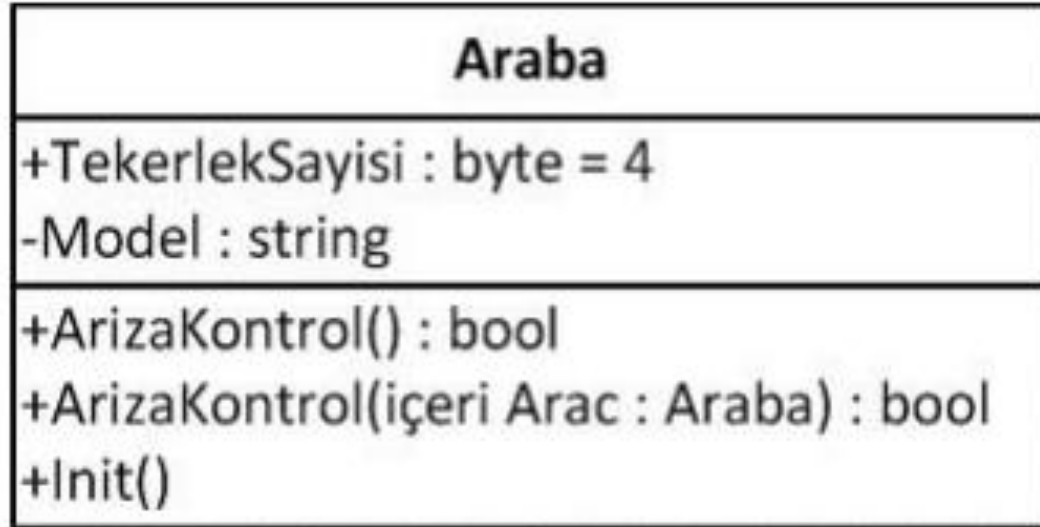 Araba
+TekerlekSayisi : byte = 4
-Model : string
+ArizaKontrol() : bool
+ArizaKontrol(içeri Arac : Araba) : bool
+Init()